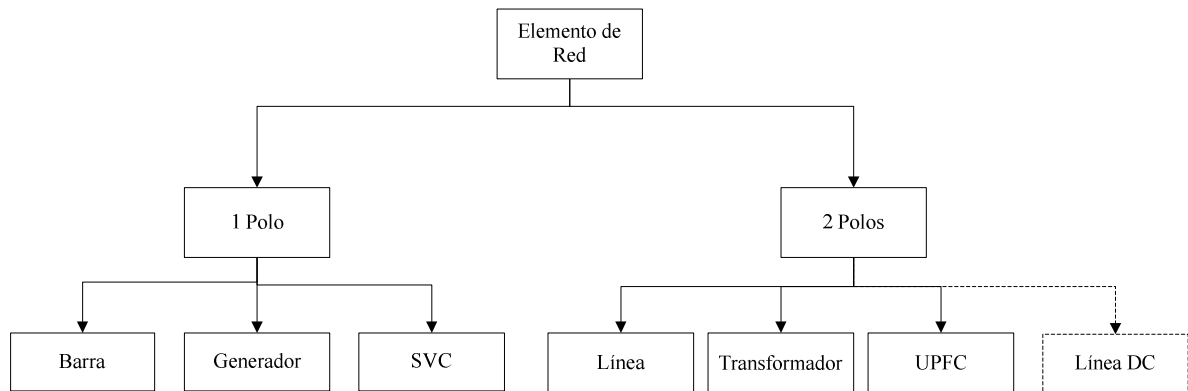 Elemento de
Red
1 Polo
2 Polos
Barra
Generador
SVC
Línea
Transformador
UPFC
Línea DC